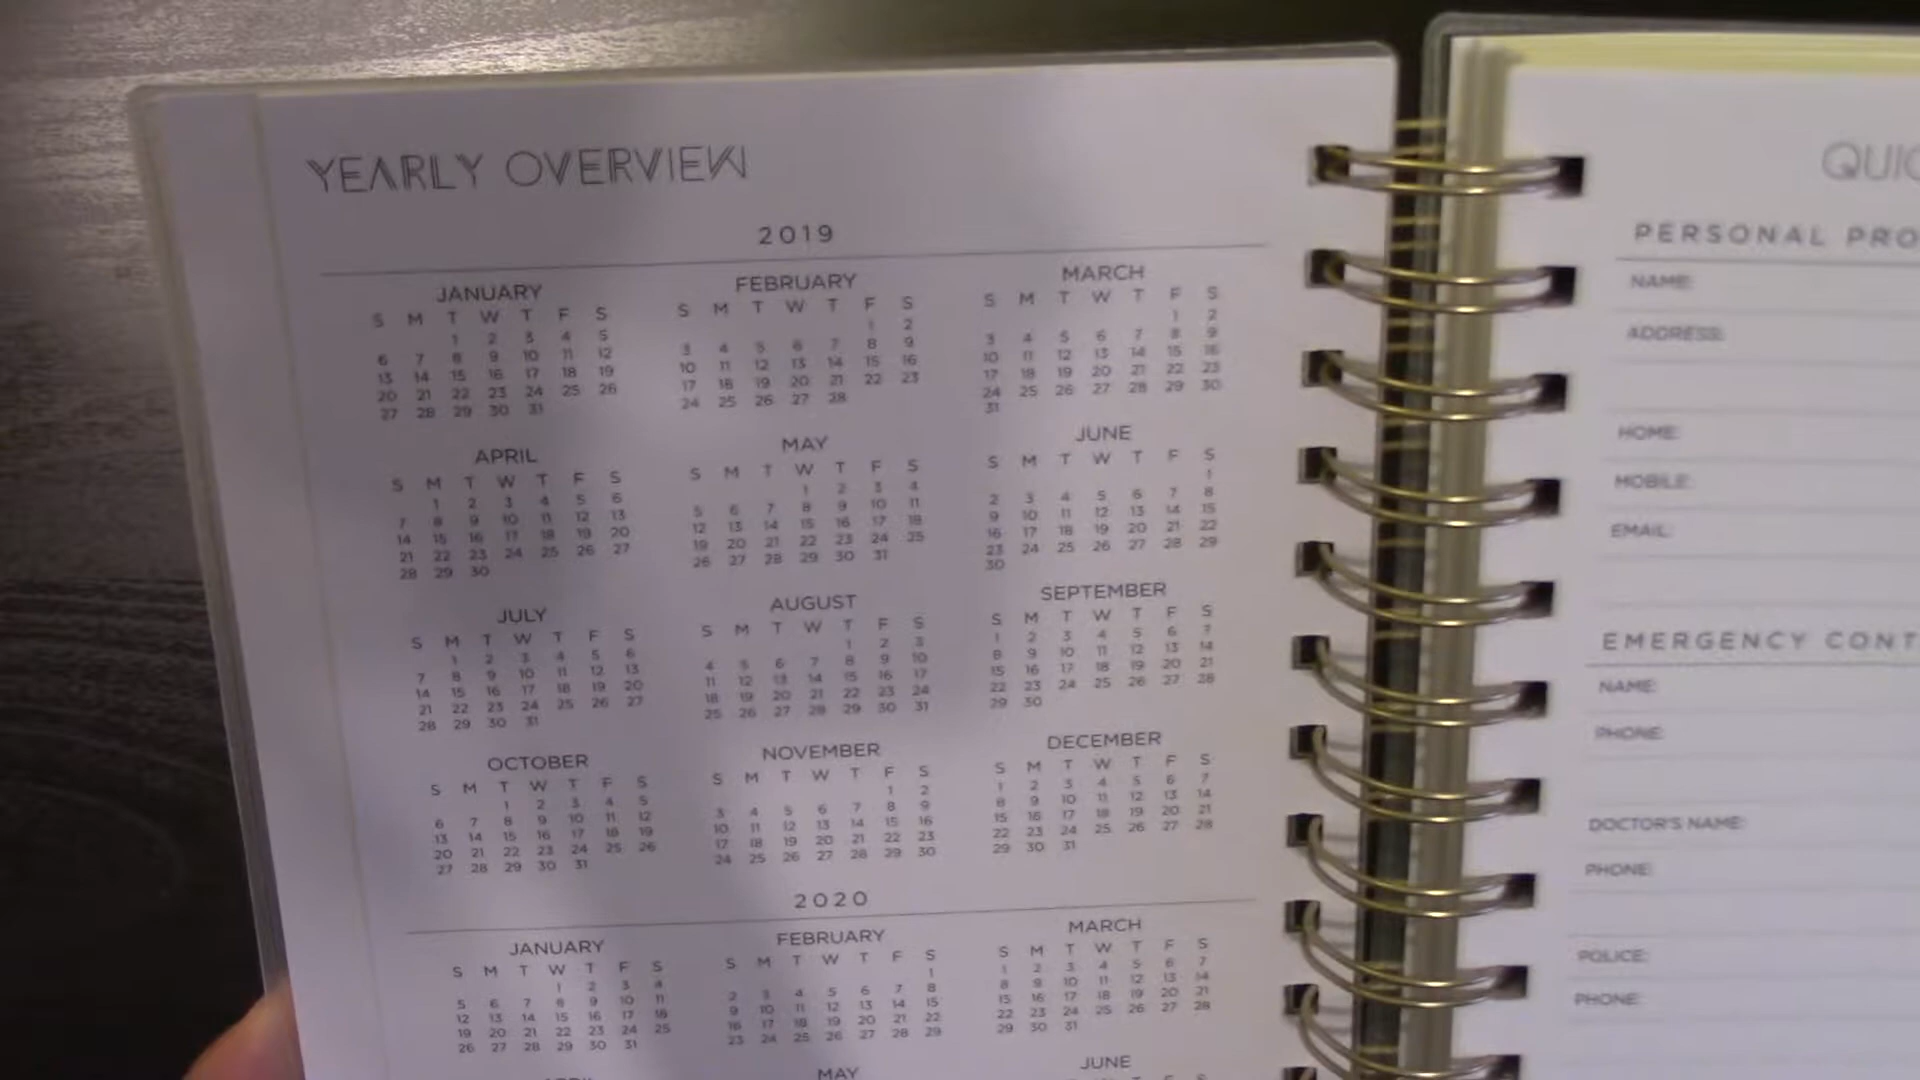 YEARLY OVERVIEW
2019
JANUARY
S M T W T F S
1 2 3 4 5
6 7 8 9 10 11 12
13 14 15 16 17 18 19
20 21 22 23 24 25 26
27 28 29 30 31
FEBRUARY
S M T W T F S
1 2
3 4 5 6 7 8 9
10 11 12 13 14 15 16
17 18 19 20 21 22 23
24 25 26 27 28
MARCH
S M T W T F S
1 2
3 4 5 6 7 8 9
10 11 12 13 14 15 16
17 18 19 20 21 22 23
24 25 26 27 28 29 30
31
APRIL
S M T W T F S
1 2 3 4 5 6
7 8 9 10 11 12 13
14 15 16 17 18 19 20
21 22 23 24 25 26 27
28 29 30
MAY
S M T W T F S
1 2 3 4
5 6 7 8 9 10 11
12 13 14 15 16 17 18
19 20 21 22 23 24 25
26 27 28 29 30 31
JUNE
S M T W T F S
1
2 3 4 5 6 7 8
9 10 11 12 13 14 15
16 17 18 19 20 21 22
23 24 25 26 27 28 29
30
JULY
S M T W T F S
1 2 3 4 5 6
7 8 9 10 11 12 13
14 15 16 17 18 19 20
21 22 23 24 25 26 27
28 29 30 31
AUGUST
S M T W T F S
1 2 3
4 5 6 7 8 9 10
11 12 13 14 15 16 17
18 19 20 21 22 23 24
25 26 27 28 29 30 31
SEPTEMBER
S M T W T F S
1 2 3 4 5 6 7
8 9 10 11 12 13 14
15 16 17 18 19 20 21
22 23 24 25 26 27 28
29 30
OCTOBER
S M T W T F S
1 2 3 4 5
6 7 8 9 10 11 12
13 14 15 16 17 18 19
20 21 22 23 24 25 26
27 28 29 30 31
NOVEMBER
S M T W T F S
1 2
3 4 5 6 7 8 9
10 11 12 13 14 15 16
17 18 19 20 21 22 23
24 25 26 27 28 29 30
DECEMBER
S M T W T F S
1 2 3 4 5 6 7
8 9 10 11 12 13 14
15 16 17 18 19 20 21
22 23 24 25 26 27 28
29 30 31
2020
JANUARY
S M T W T F S
1 2 3 4
5 6 7 8 9 10 11
12 13 14 15 16 17 18
19 20 21 22 23 24 25
26 27 28 29 30 31
FEBRUARY
S M T W T F S
1
2 3 4 5 6 7 8
9 10 11 12 13 14 15
16 17 18 19 20 21 22
23 24 25 26 27 28 29
MARCH
S M T W T F S
1 2 3 4 5 6 7
8 9 10 11 12 13 14
15 16 17 18 19 20 21
22 23 24 25 26 27 28
29 30 31
MAY
JUNE
QUIC
PERSONAL PRO
NAME:
ADDRESS:
HOME:
MOBILE:
EMAIL:
EMERGENCY CONT
NAME:
PHONE:
DOCTOR'S NAME:
PHONE:
POLICE:
PHONE: